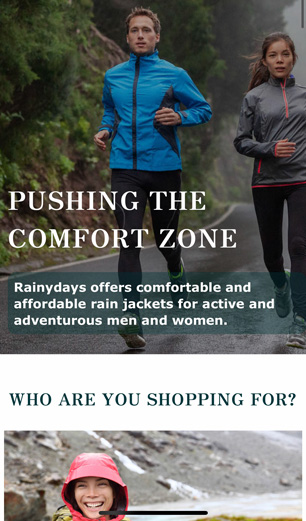 PUSHING THE
COMFORT ZONE
Rainydays offers comfortable and
affordable rain jackets for active and
adventurous men and women.
WHO ARE YOU SHOPPING FOR?